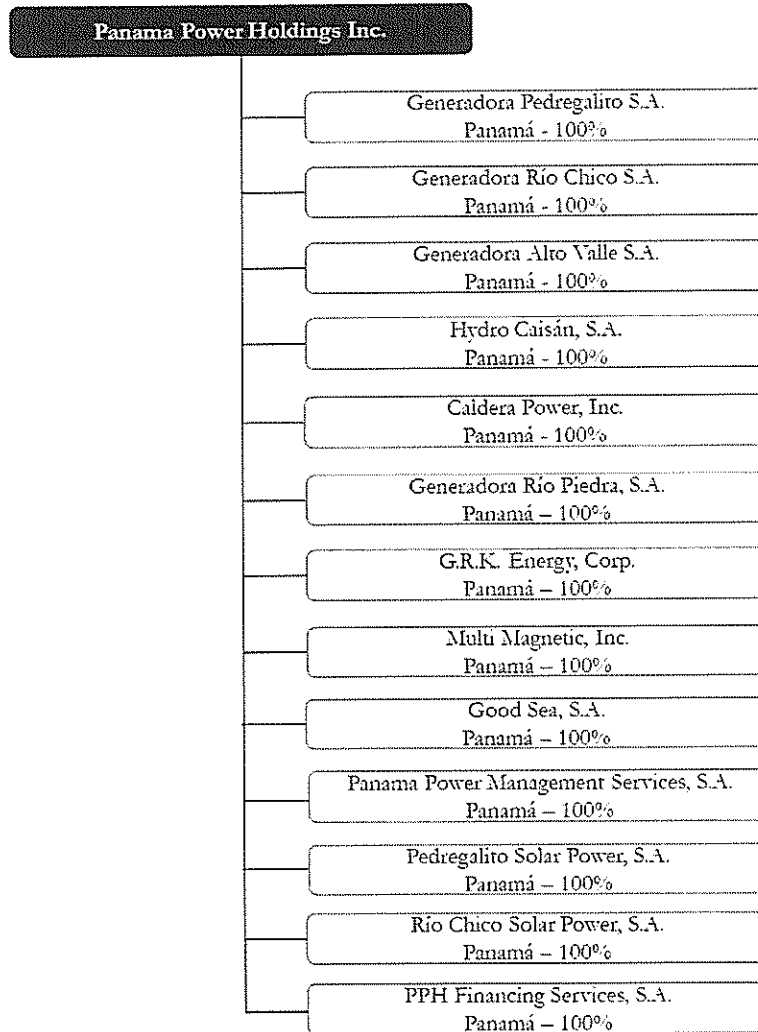 Panama Power Holdings Inc.
Generadora Pedregalito S.A.
Panamá - 100%
Generadora Río Chico S.A.
Panamá - 100%
Generadora Alto Valle S.A.
Panamá - 100%
Hydro Caisán, S.A.
Panamá - 100%
Caldera Power, Inc.
Panamá - 100%
Generadora Río Piedra, S.A.
Panamá – 100%
G.R.K. Energy, Corp.
Panamá – 100%
Multi Magnetic, Inc.
Panamá – 100%
Good Sea, S.A.
Panamá – 100%
Panama Power Management Services, S.A.
Panamá – 100%
Pedregalito Solar Power, S.A.
Panamá – 100%
Río Chico Solar Power, S.A.
Panamá – 100%
PPH Financing Services, S.A.
Panamá – 100%